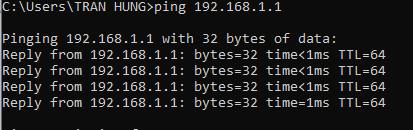 C:\Users\TRAN HUNG>ping 192.168.1.1
Pinging 192.168.1.1 with 32 bytes of data:
Reply from 192.168.1.1: bytes=32 time<1ms TTL=64
Reply from 192.168.1.1: bytes=32 time<1ms TTL=64
Reply from 192.168.1.1: bytes=32 time<1ms TTL=64
Reply from 192.168.1.1: bytes=32 time=1ms TTL=64